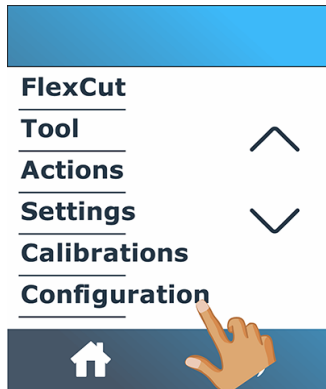 FlexCut
Tool
Actions
Settings
Calibrations
Configuration